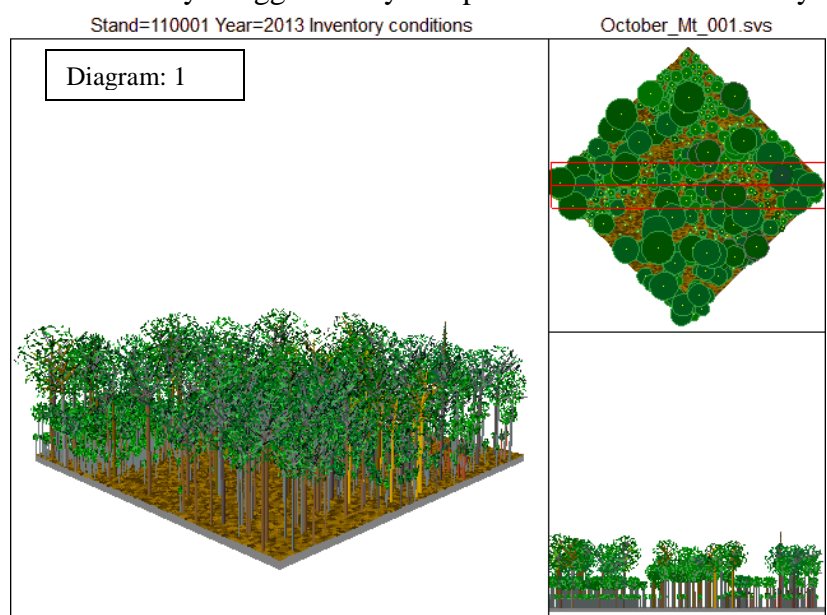 Stand=110001 Year=2013 Inventory conditions
October_Mt_001.svs
Diagram: 1